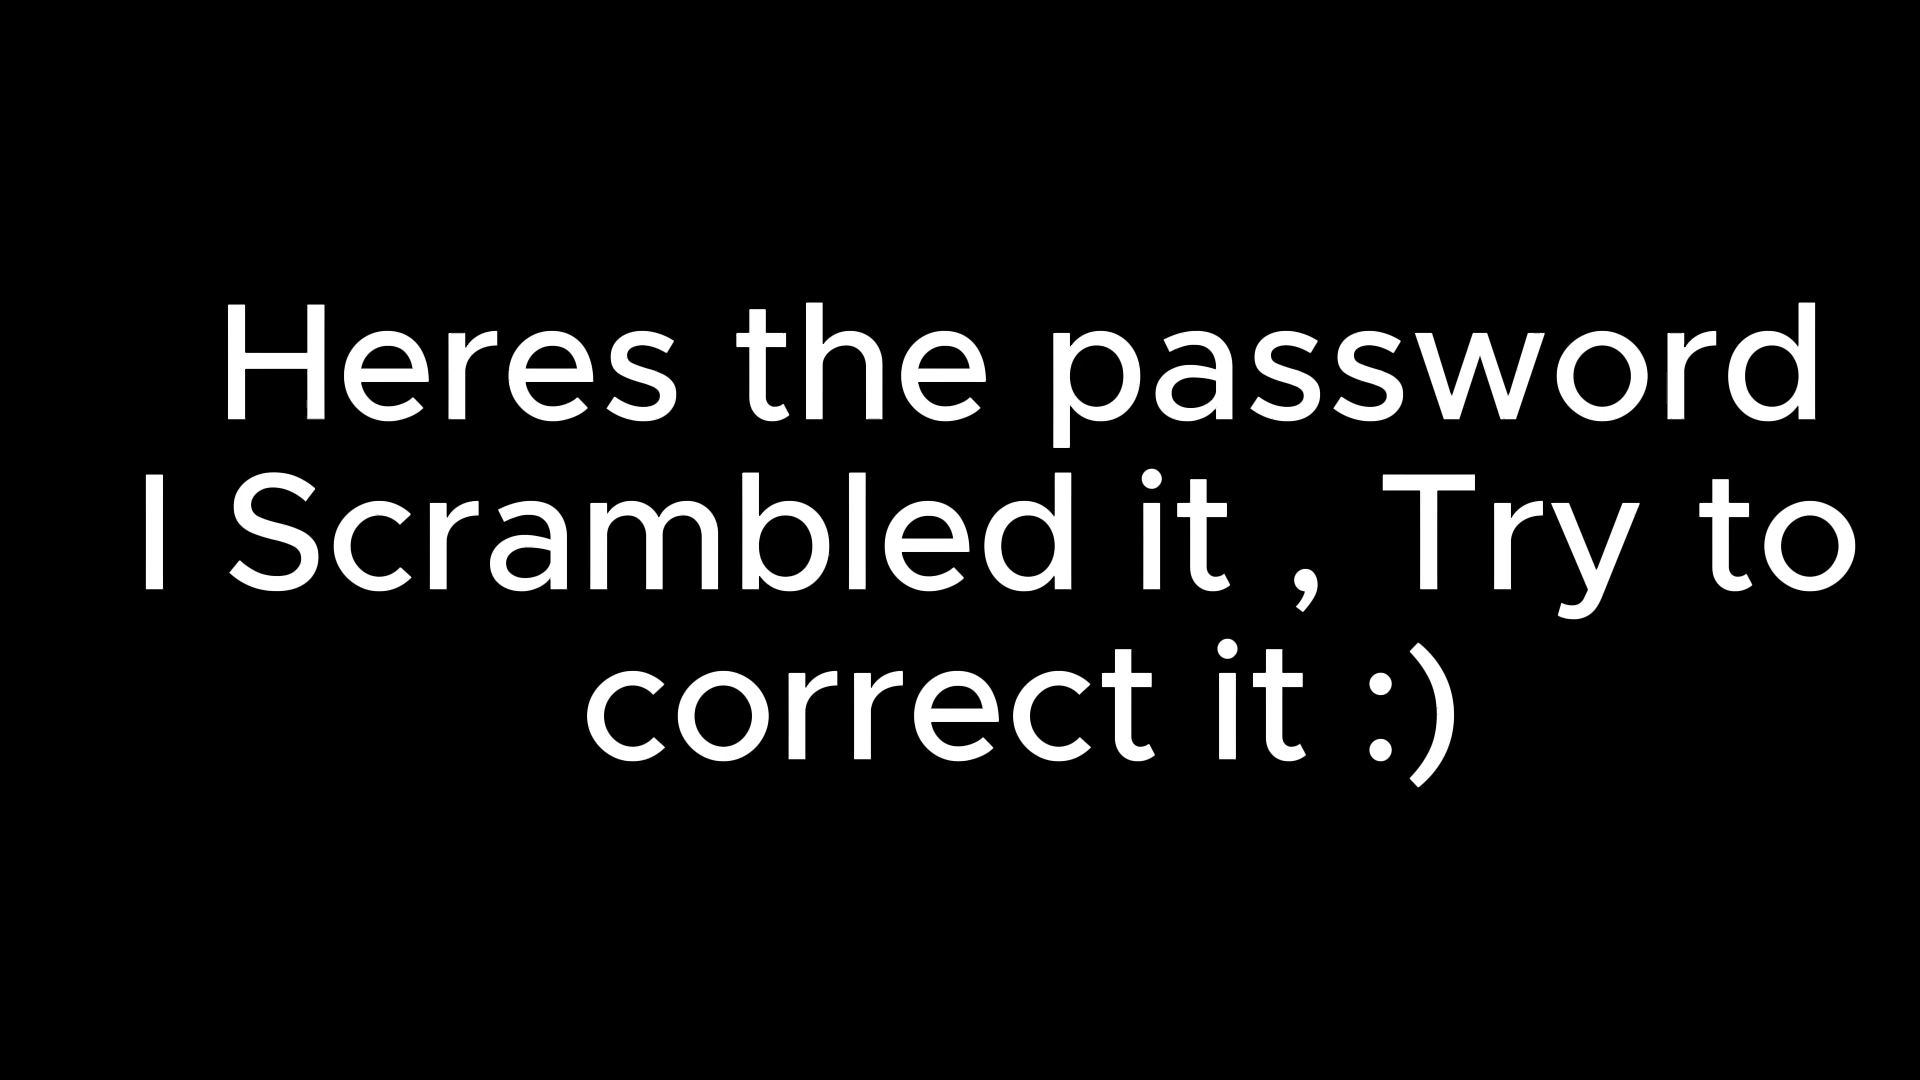 Heres the password
I Scrambled it , Try to
correct it :)